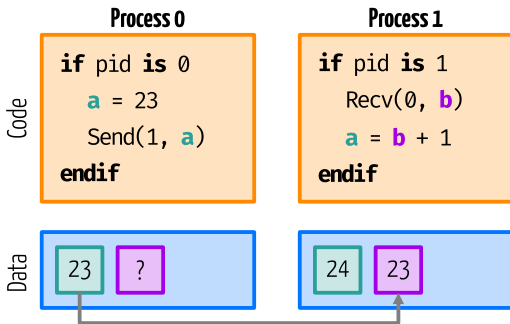 Process 0
Process 1
Code
if pid is 0
a = 23
Send(1, a)
endif
if pid is 1
Recv(0, b)
a = b + 1
endif
Data
23 ?
24 23